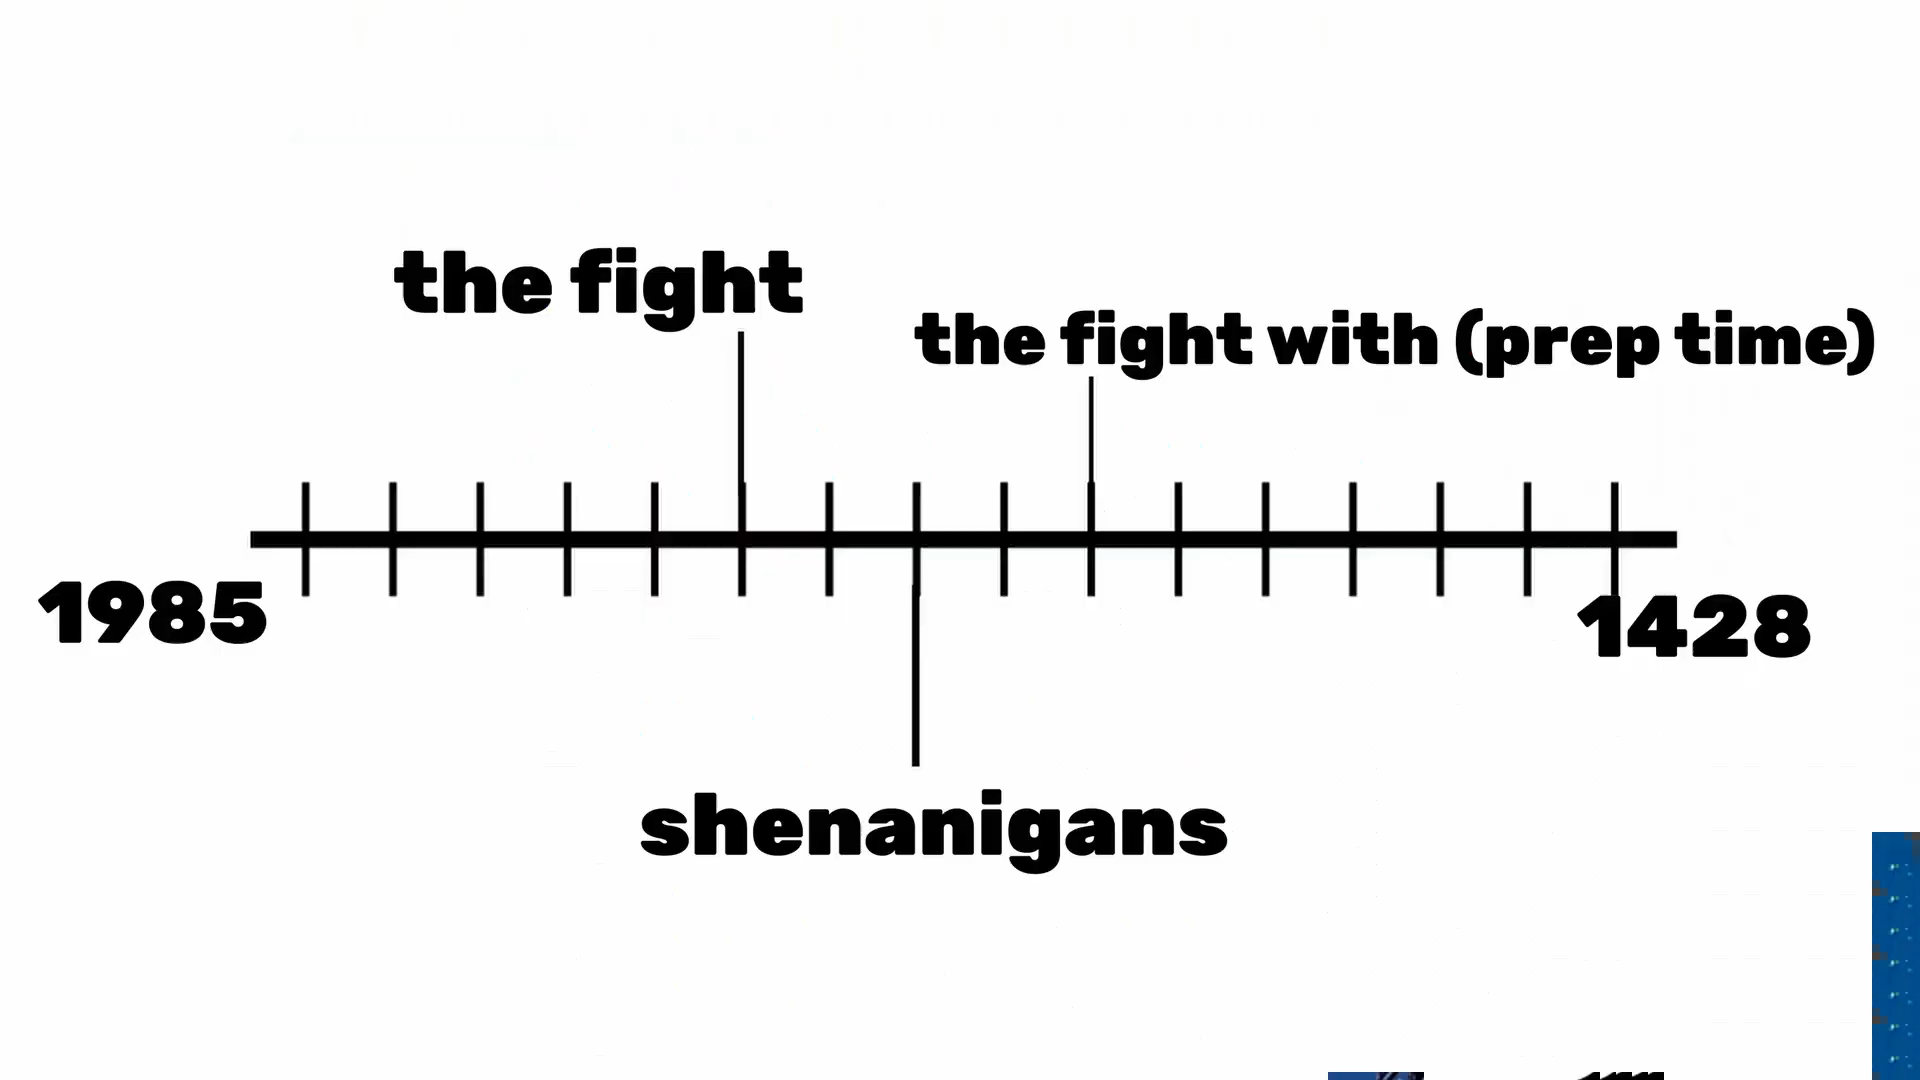 the fight
the fight with (prep time)
1985
1428
shenanigans